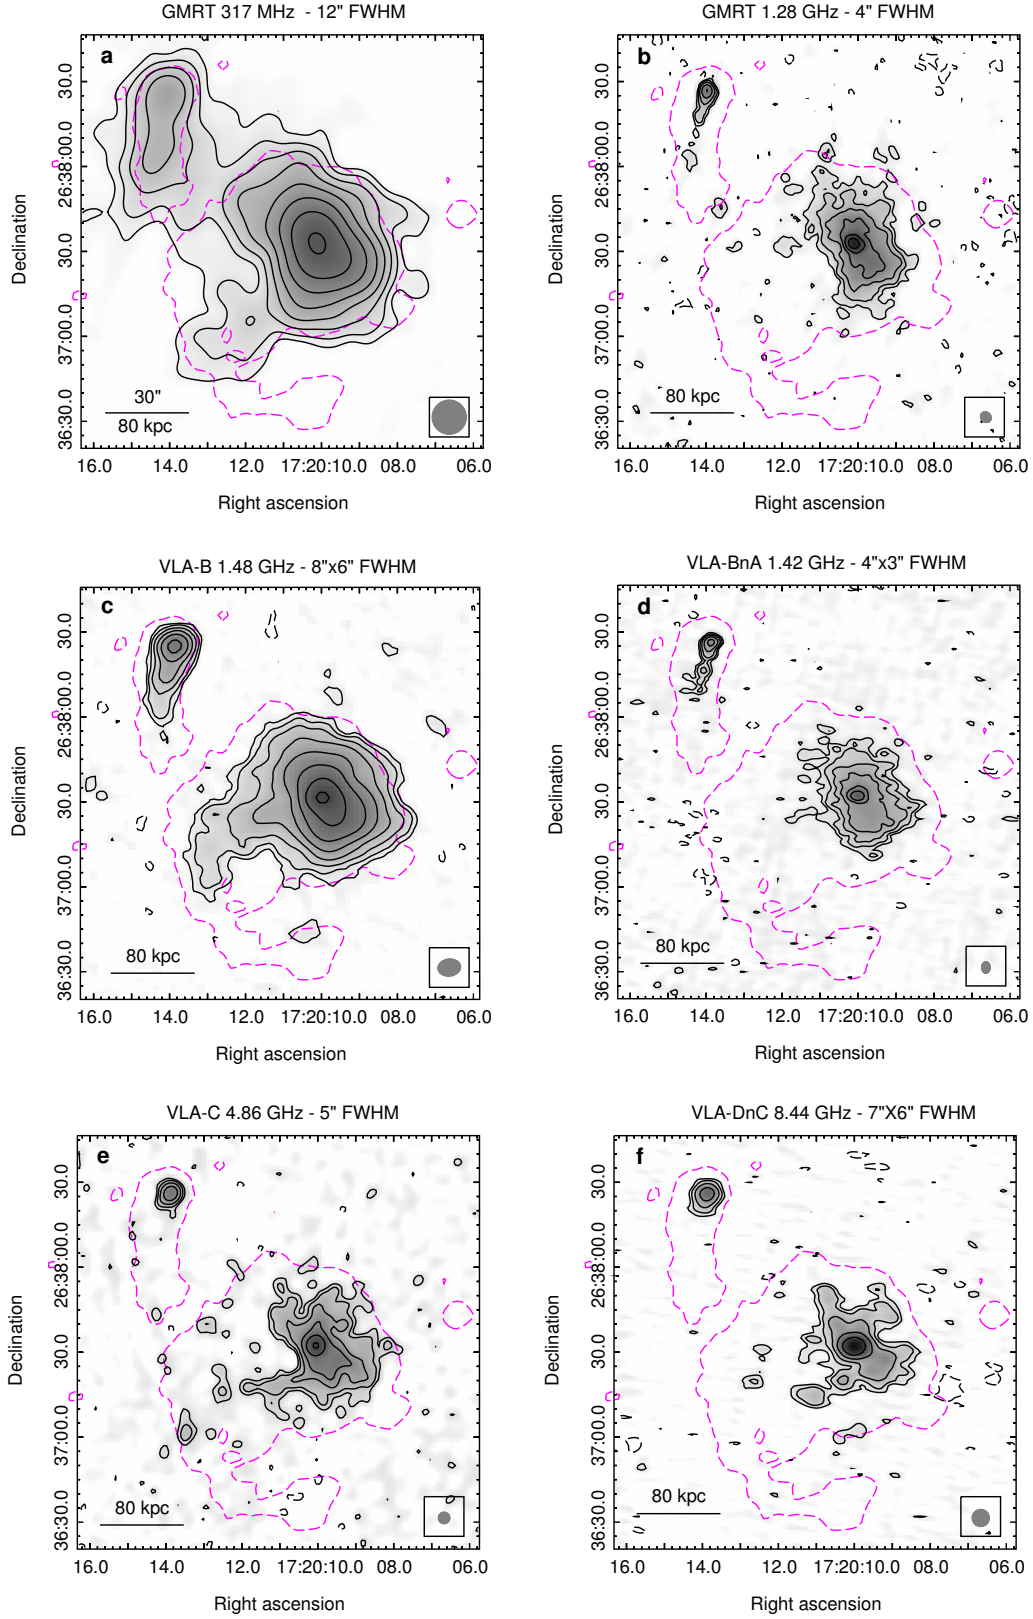 GMRT 317 MHz - 12" FWHM
a
Declination
30.0
26:38:00.0
30.0
37:00.0
36:30.0
30"
80 kpc
16.0 14.0 12.0 17:20:10.0 08.0 06.0
Right ascension
GMRT 1.28 GHz - 4" FWHM
b
Declination
30.0
26:38:00.0
30.0
37:00.0
36:30.0
80 kpc
16.0 14.0 12.0 17:20:10.0 08.0 06.0
Right ascension
VLA-B 1.48 GHz - 8"x6" FWHM
c
Declination
30.0
26:38:00.0
30.0
37:00.0
36:30.0
80 kpc
16.0 14.0 12.0 17:20:10.0 08.0 06.0
Right ascension
VLA-BnA 1.42 GHz - 4"x3" FWHM
d
Declination
30.0
26:38:00.0
30.0
37:00.0
36:30.0
80 kpc
16.0 14.0 12.0 17:20:10.0 08.0 06.0
Right ascension
VLA-C 4.86 GHz - 5" FWHM
e
Declination
30.0
26:38:00.0
30.0
37:00.0
36:30.0
80 kpc
16.0 14.0 12.0 17:20:10.0 08.0 06.0
Right ascension
VLA-DnC 8.44 GHz - 7"X6" FWHM
f
Declination
30.0
26:38:00.0
30.0
37:00.0
36:30.0
80 kpc
16.0 14.0 12.0 17:20:10.0 08.0 06.0
Right ascension